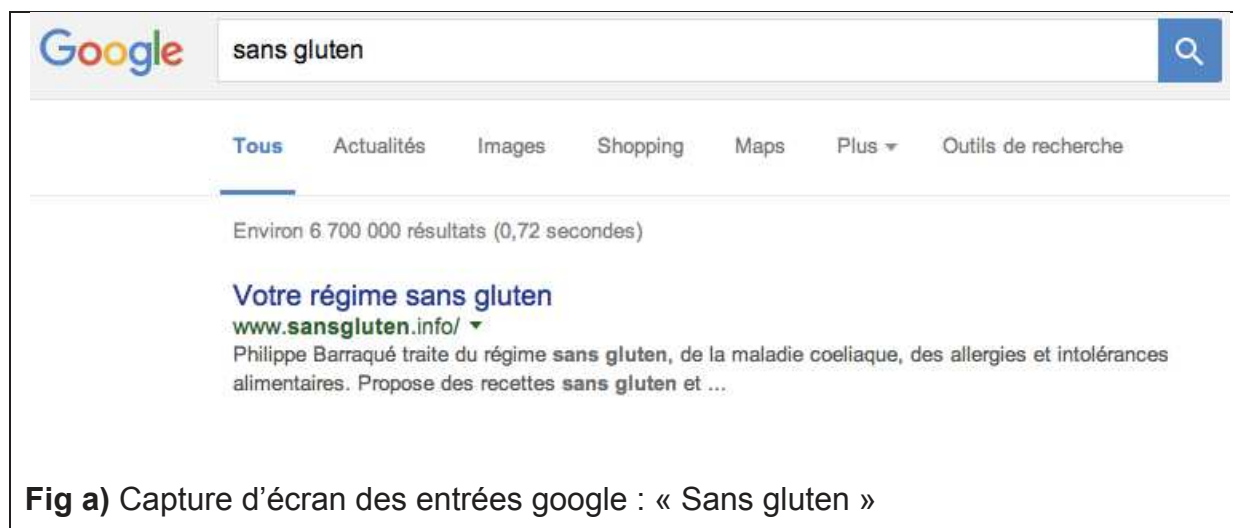 Google sans gluten
Tous Actualités Images Shopping Maps Plus Outils de recherche
Environ 6 700 000 résultats (0,72 secondes)
Votre régime sans gluten
www.sansgluten.info/
Philippe Barraqué traite du régime sans gluten, de la maladie coeliaque, des allergies et intolérances
alimentaires. Propose des recettes sans gluten et ...
Fig a) Capture d’écran des entrées google : « Sans gluten »